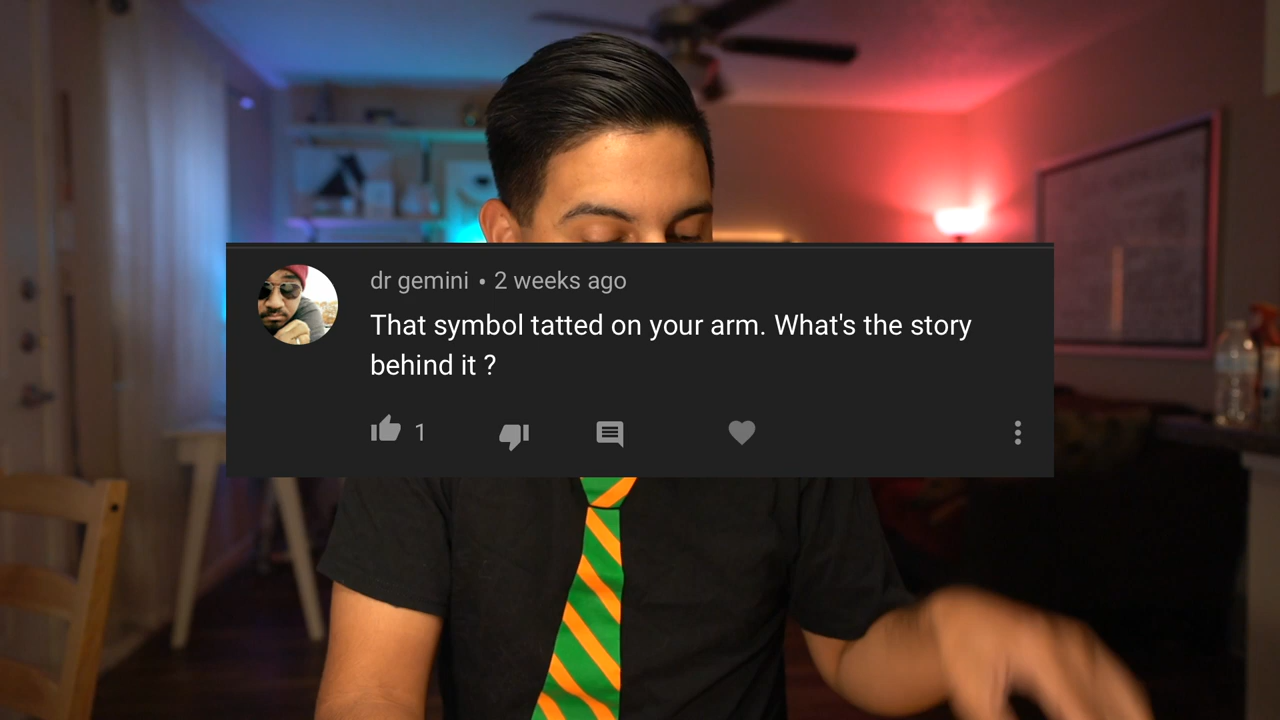 dr gemini • 2 weeks ago
That symbol tatted on your arm. What's the story
behind it ?
1